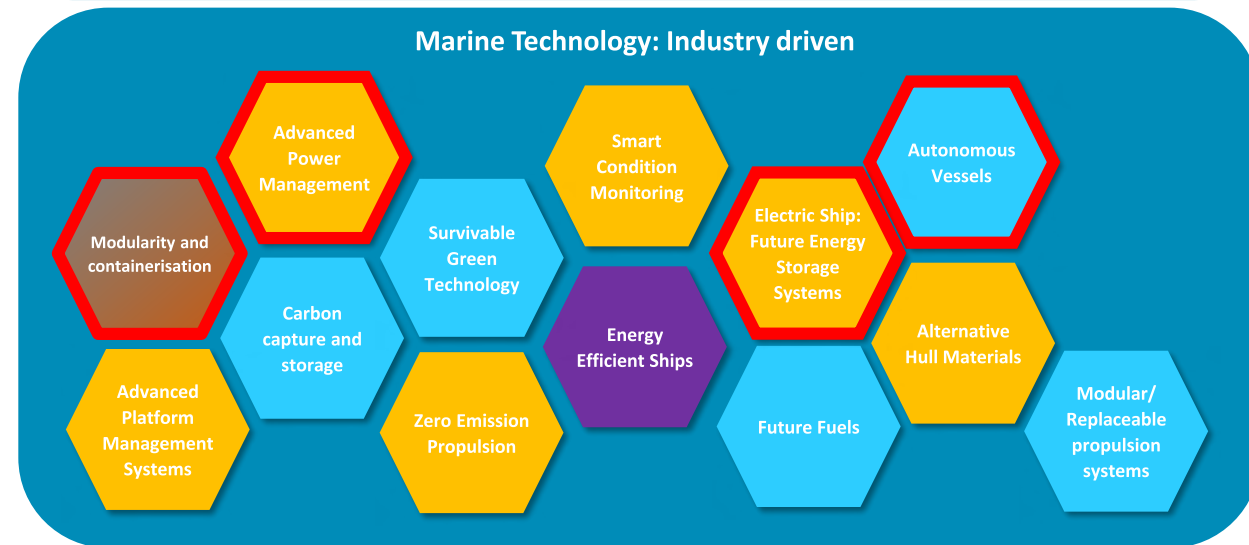 Marine Technology: Industry driven
Advanced
Power
Management
Smart
Condition
Monitoring
Autonomous
Vessels
Modularity and
containerisation
Survivable
Green
Technology
Electric Ship:
Future Energy
Storage
Systems
Carbon
capture and
storage
Energy
Efficient Ships
Alternative
Hull Materials
Advanced
Platform
Management
Systems
Zero Emission
Propulsion
Future Fuels
Modular/
Replaceable
propulsion
systems